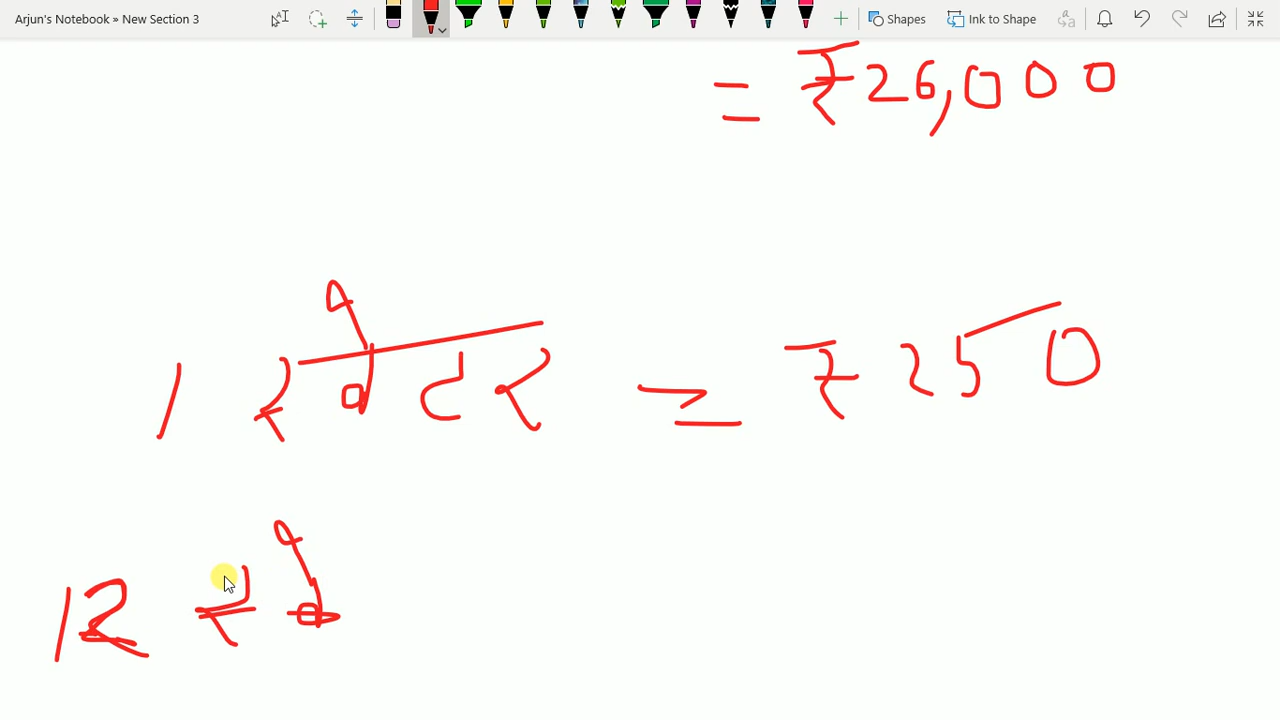 Arjun's Notebook » New Section 3
Shapes
Ink to Shape
= ₹26,000
1 = ₹ 250
12